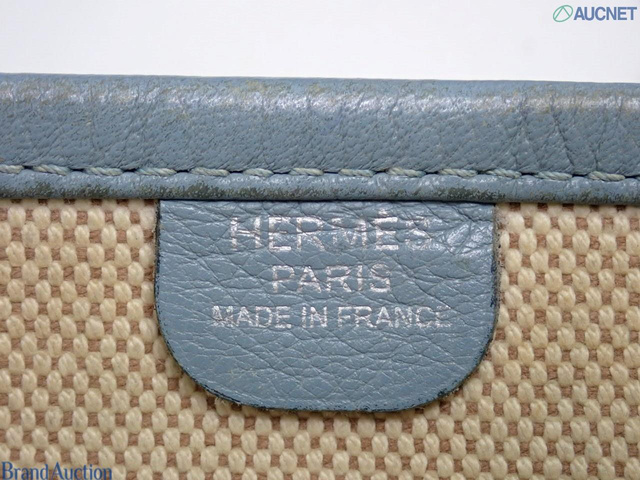 AUCNET
HERMÈS
PARIS
MADE IN FRANCE
Brand Auction